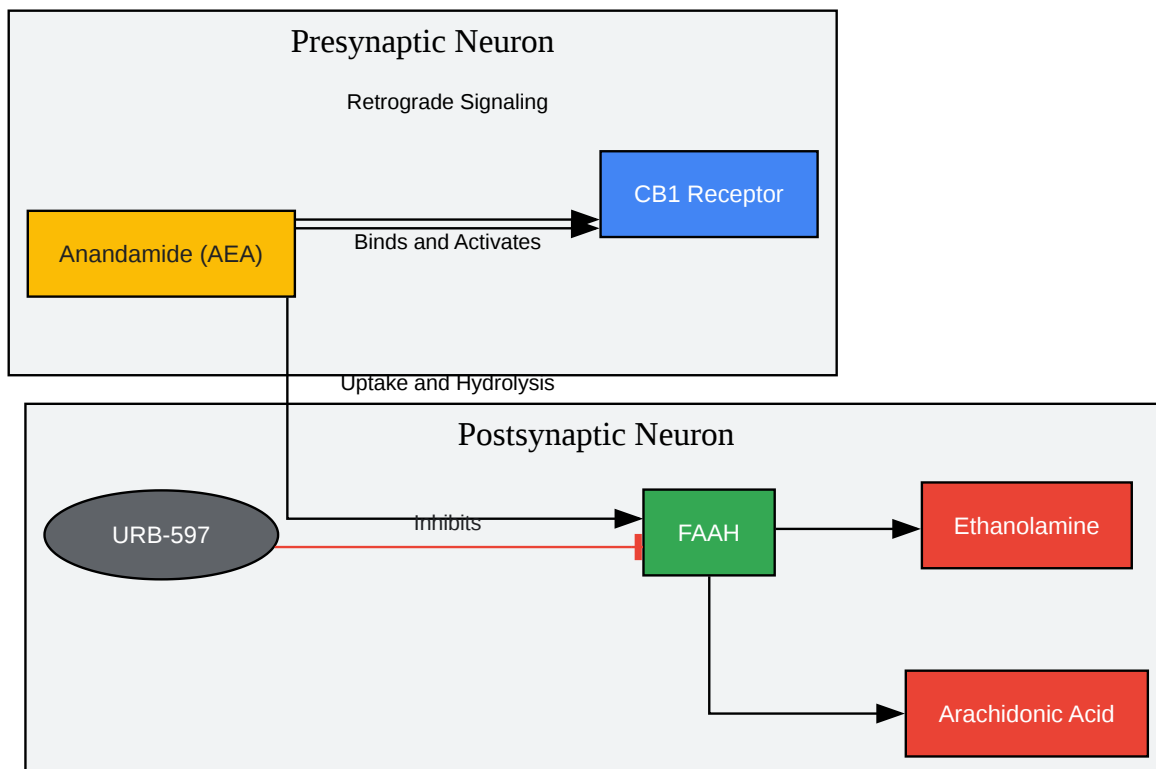 Presynaptic Neuron
Retrograde Signaling
CB1 Receptor
Anandamide (AEA)
Binds and Activates
Uptake and Hydrolysis
Postsynaptic Neuron
Inhibits
URB-597
FAAH
Ethanolamine
Arachidonic Acid